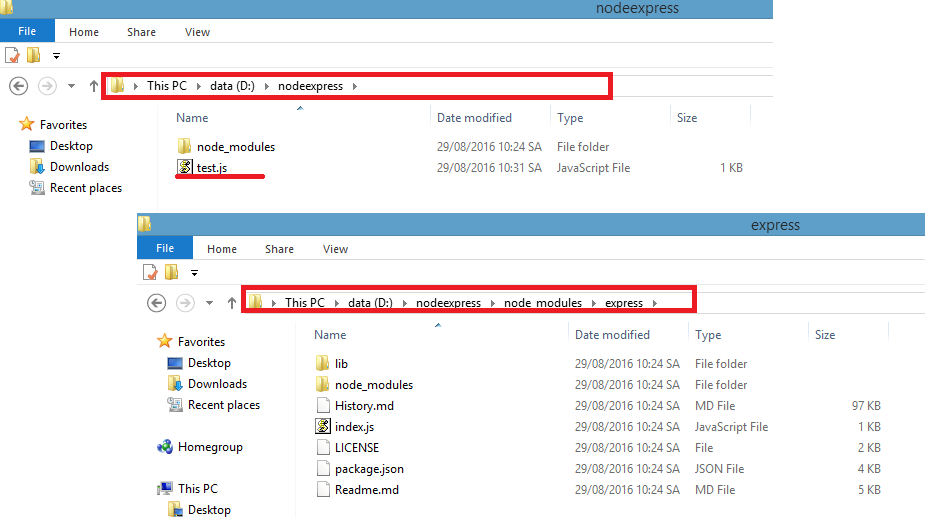 nodeexpress
File Home Share View
This PC data (D:) nodeexpress
Favorites
Desktop
Downloads
Recent places
Name Date modified Type Size
node_modules 29/08/2016 10:24 SA File folder
test.js 29/08/2016 10:31 SA JavaScript File 1 KB
express
File Home Share View
This PC data (D:) nodeexpress node_modules express
Favorites
Desktop
Downloads
Recent places
Homegroup
This PC
Desktop
Name Date modified Type Size
lib 29/08/2016 10:24 SA File folder
node_modules 29/08/2016 10:24 SA File folder
History.md 29/08/2016 10:24 SA MD File 97 KB
index.js 29/08/2016 10:24 SA JavaScript File 1 KB
LICENSE 29/08/2016 10:24 SA File 2 KB
package.json 29/08/2016 10:24 SA JSON File 4 KB
Readme.md 29/08/2016 10:24 SA MD File 5 KB